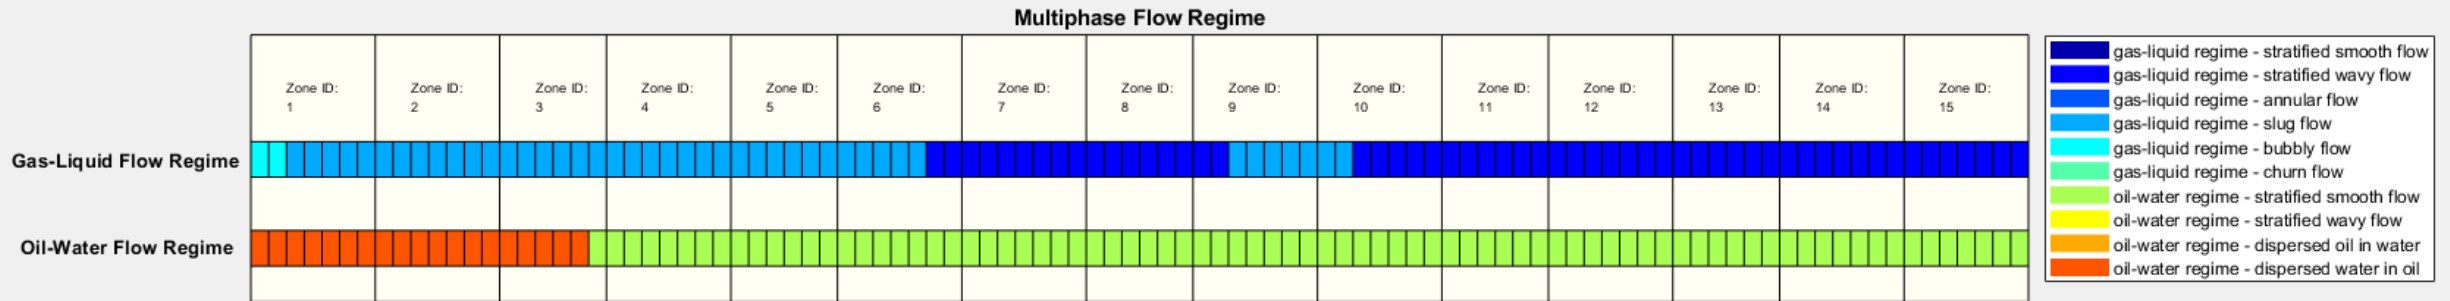 Multiphase Flow Regime
Zone ID: Zone ID: Zone ID: Zone ID: Zone ID: Zone ID: Zone ID: Zone ID: Zone ID: Zone ID: Zone ID: Zone ID: Zone ID: Zone ID: Zone ID:
1 2 3 4 5 6 7 8 9 10 11 12 13 14 15
Gas-Liquid Flow Regime
Oil-Water Flow Regime
gas-liquid regime - stratified smooth flow
gas-liquid regime - stratified wavy flow
gas-liquid regime - annular flow
gas-liquid regime - slug flow
gas-liquid regime - bubbly flow
gas-liquid regime - churn flow
oil-water regime - stratified smooth flow
oil-water regime - stratified wavy flow
oil-water regime - dispersed oil in water
oil-water regime - dispersed water in oil